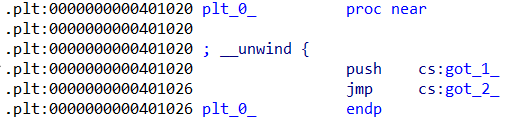 .plt:0000000000401020 plt_0_ proc near
.plt:0000000000401020
.plt:0000000000401020 ; __unwind {
.plt:0000000000401020 push cs:got_1_
.plt:0000000000401026 jmp cs:got_2_
.plt:0000000000401026 plt_0_ endp